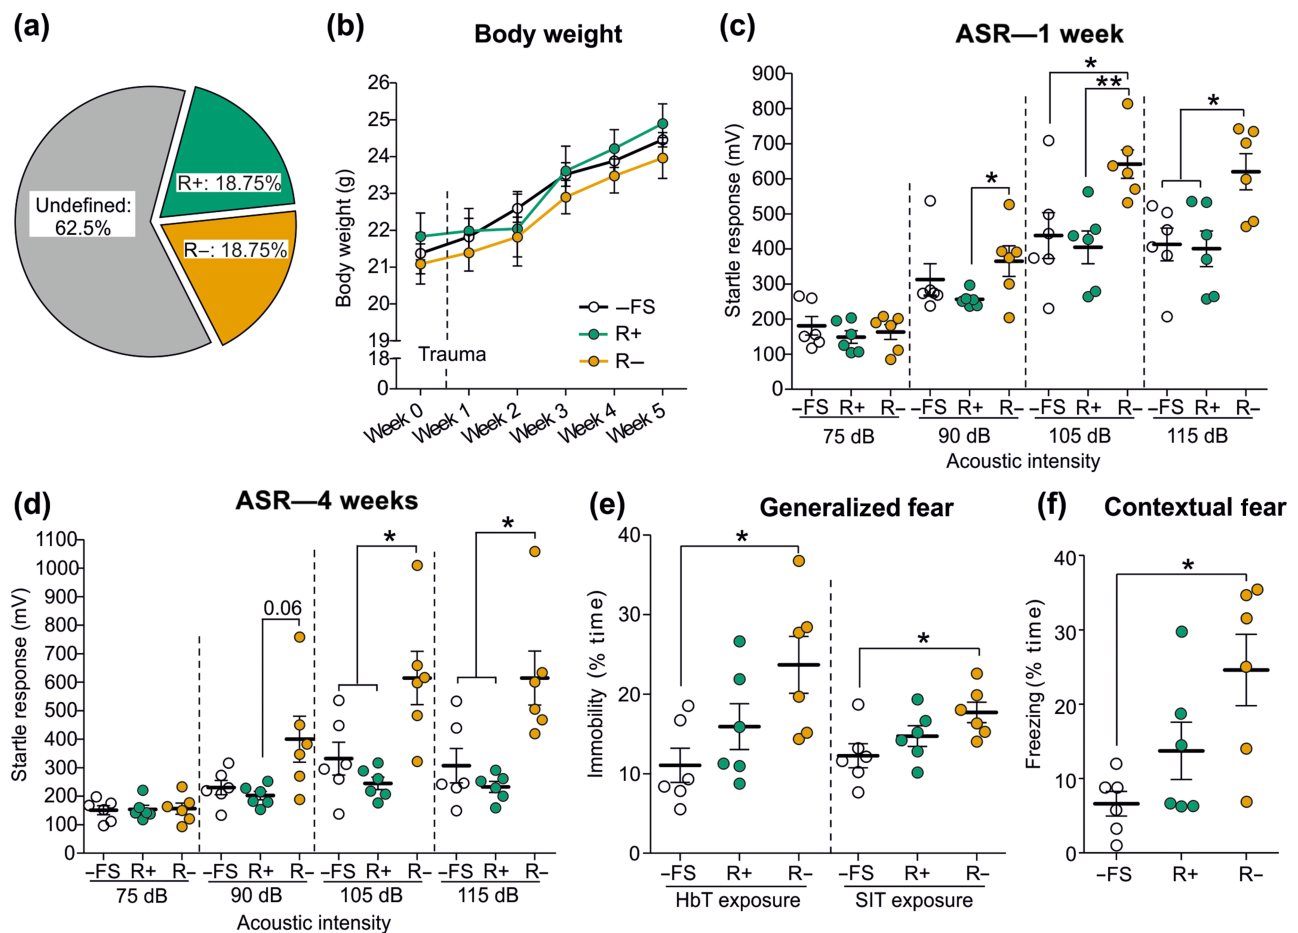 (a)
Undefined:
62.5%
R+: 18.75%
R–: 18.75%
(b)
Body weight
Body weight (g)
26
25
24
23
22
21
20
19
18
0
Trauma
–FS
R+
R–
Week 0
Week 1
Week 2
Week 3
Week 4
Week 5
(c)
ASR—1 week
Startle response (mV)
900
800
700
600
500
400
300
200
100
0
*
*
**
*
–FS R+ R– –FS R+ R– –FS R+ R– –FS R+ R–
75 dB 90 dB 105 dB 115 dB
Acoustic intensity
(d)
ASR—4 weeks
Startle response (mV)
1100
1000
900
800
700
600
500
400
300
200
100
0
0.06
*
*
–FS R+ R– –FS R+ R– –FS R+ R– –FS R+ R–
75 dB 90 dB 105 dB 115 dB
Acoustic intensity
(e)
Generalized fear
Immobility (% time)
40
30
20
10
0
*
*
–FS R+ R– –FS R+ R–
HbT exposure SIT exposure
(f)
Contextual fear
Freezing (% time)
40
30
20
10
0
*
–FS R+ R–